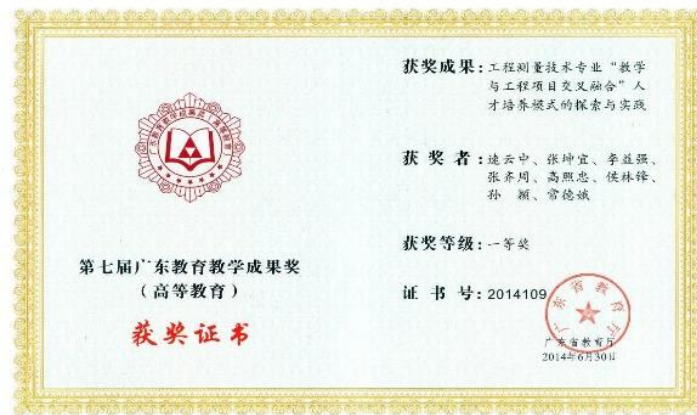 第七届广东教育教学成果奖
（高等教育）
获奖证书
获奖成果：工程测量技术专业“教学
与工程项目交叉融合”人
才培养模式的探索与实践
获奖者：速云中、张坤宜、李益强、
张齐周、高照忠、侯林锋、
孙 颖、常德娥
获奖等级：一等奖
证书号：2014109
广东省教育厅
广东省教育厅
2014年6月30日